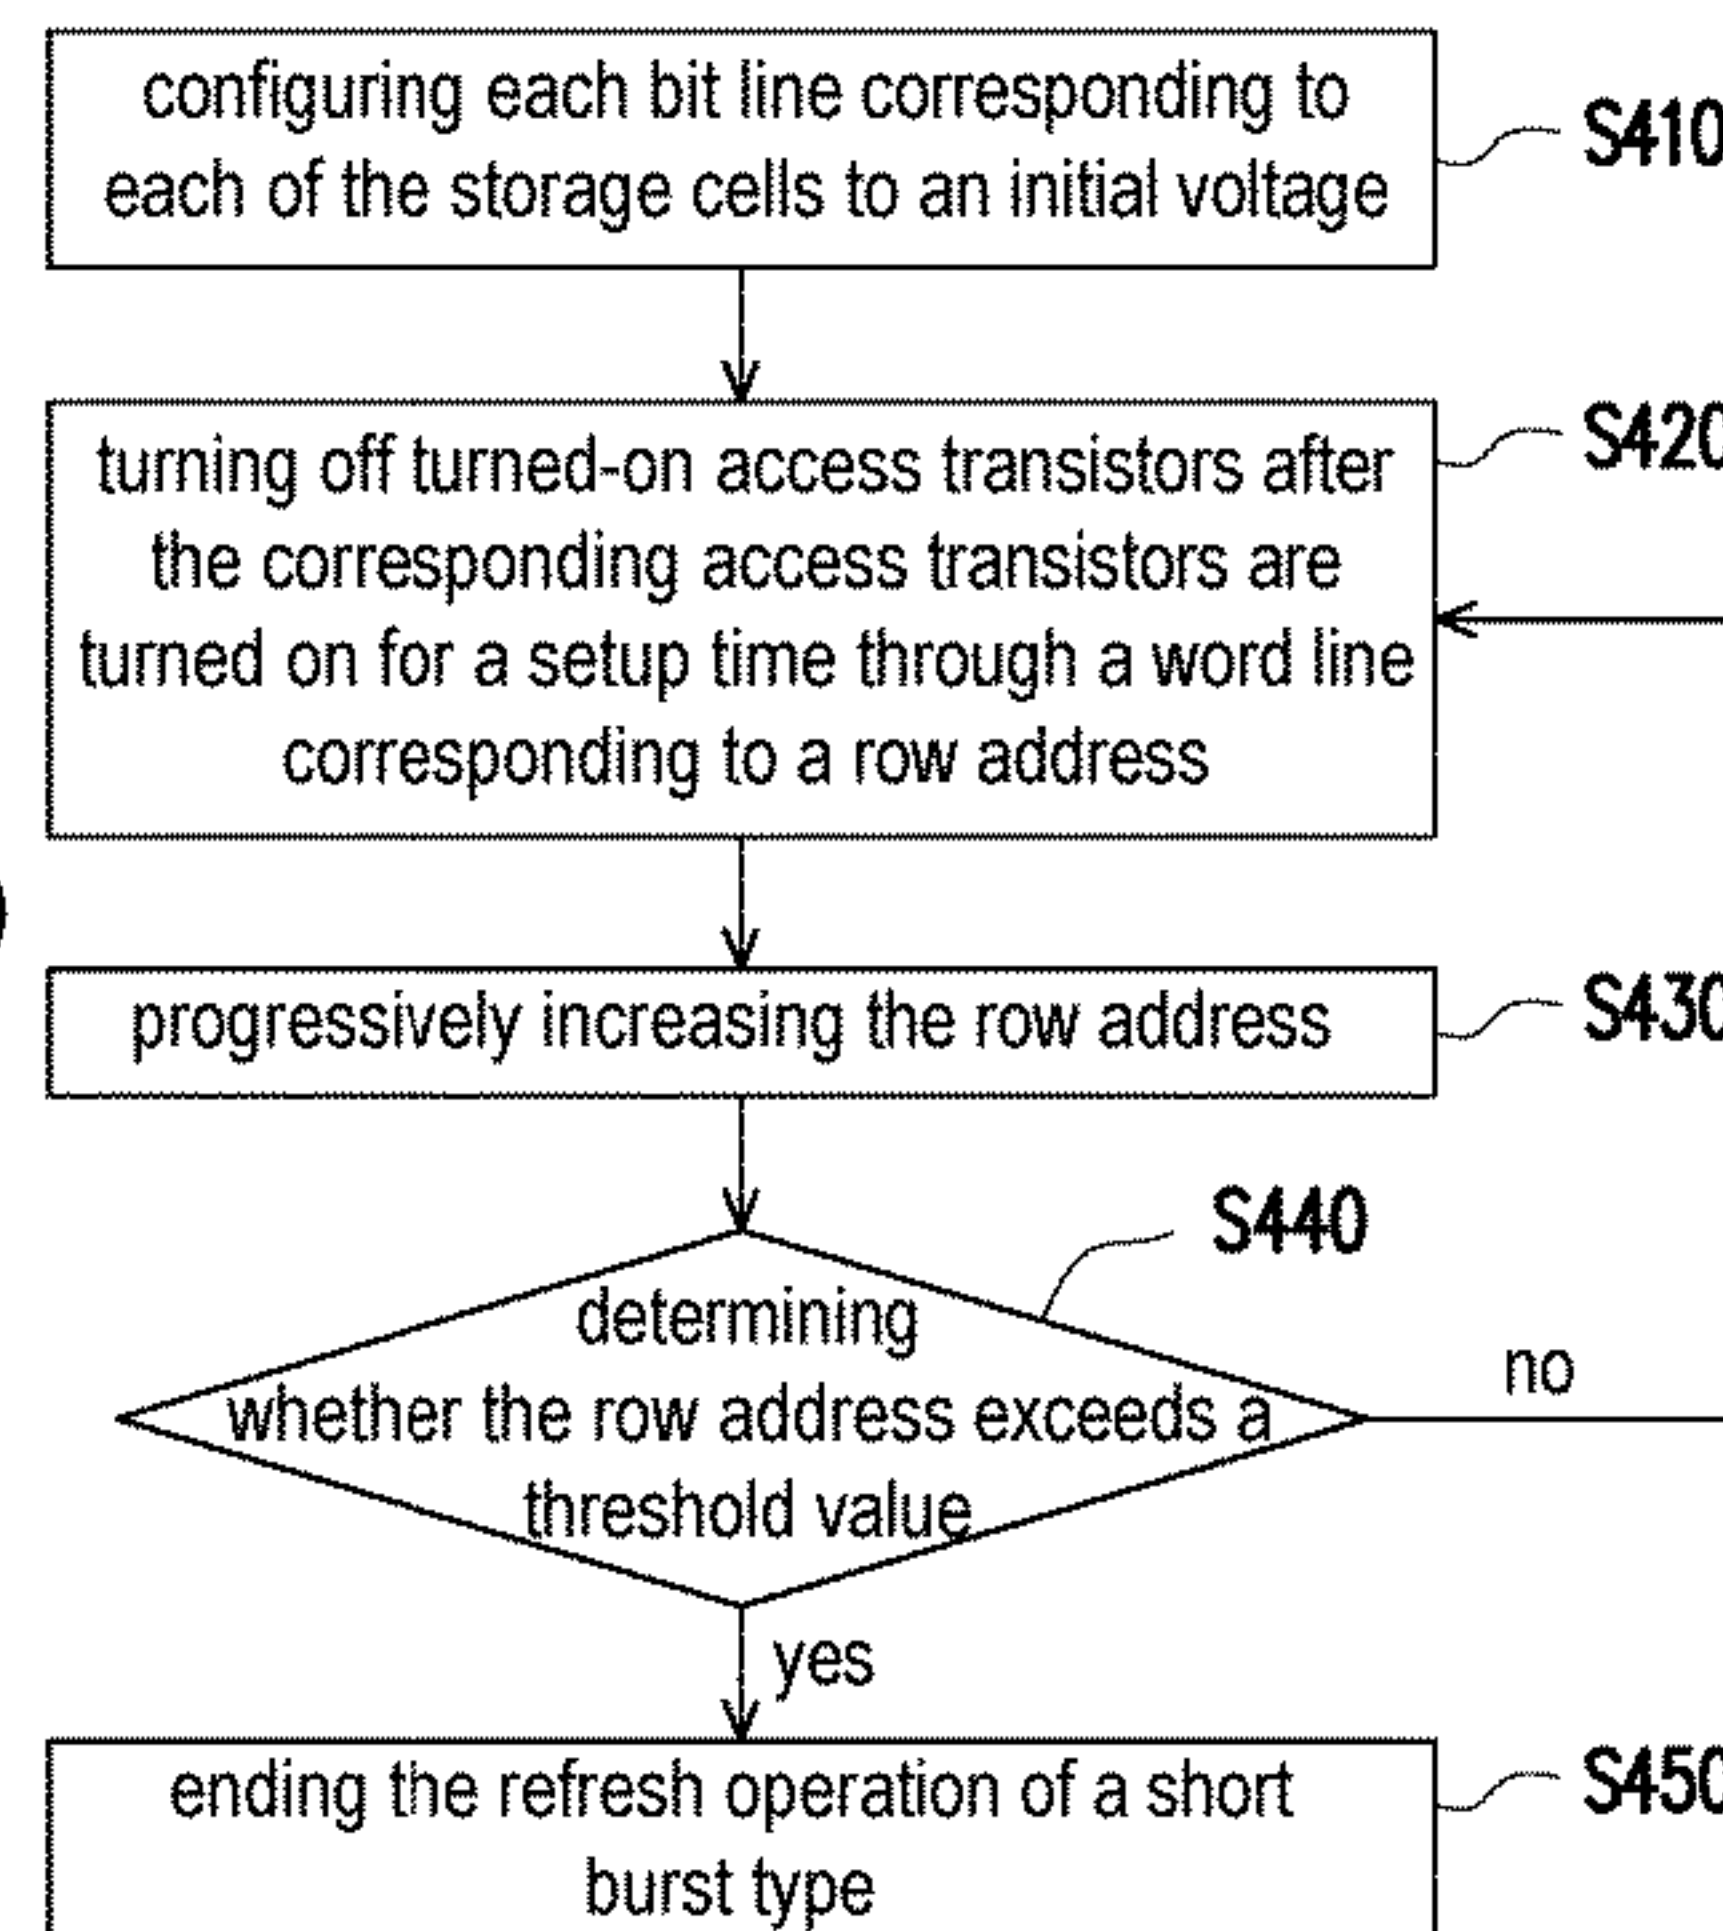 configuring each bit line corresponding to
each of the storage cells to an initial voltage
S410
turning off turned-on access transistors after
the corresponding access transistors are
turned on for a setup time through a word line
corresponding to a row address
S420
progressively increasing the row address
S430
S440
determining
whether the row address exceeds a
threshold value
no
yes
ending the refresh operation of a short
burst type
S450